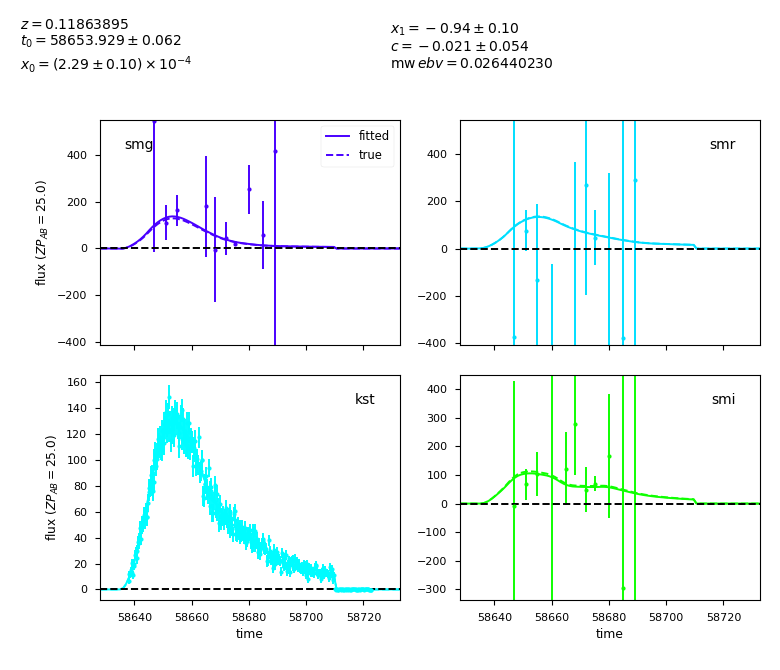 z = 0.11863895
t₀ = 58653.929 ± 0.062
x₀ = (2.29 ± 0.10) × 10⁻⁴
x₁ = −0.94 ± 0.10
c = −0.021 ± 0.054
mw ebv = 0.026440230
smg
fitted
true
400
200
0
−200
−400
flux (ZP_AB = 25.0)
smr
400
200
0
−200
−400
kst
160
140
120
100
80
60
40
20
0
flux (ZP_AB = 25.0)
58640 58660 58680 58700 58720
time
smi
400
300
200
100
0
−100
−200
−300
58640 58660 58680 58700 58720
time